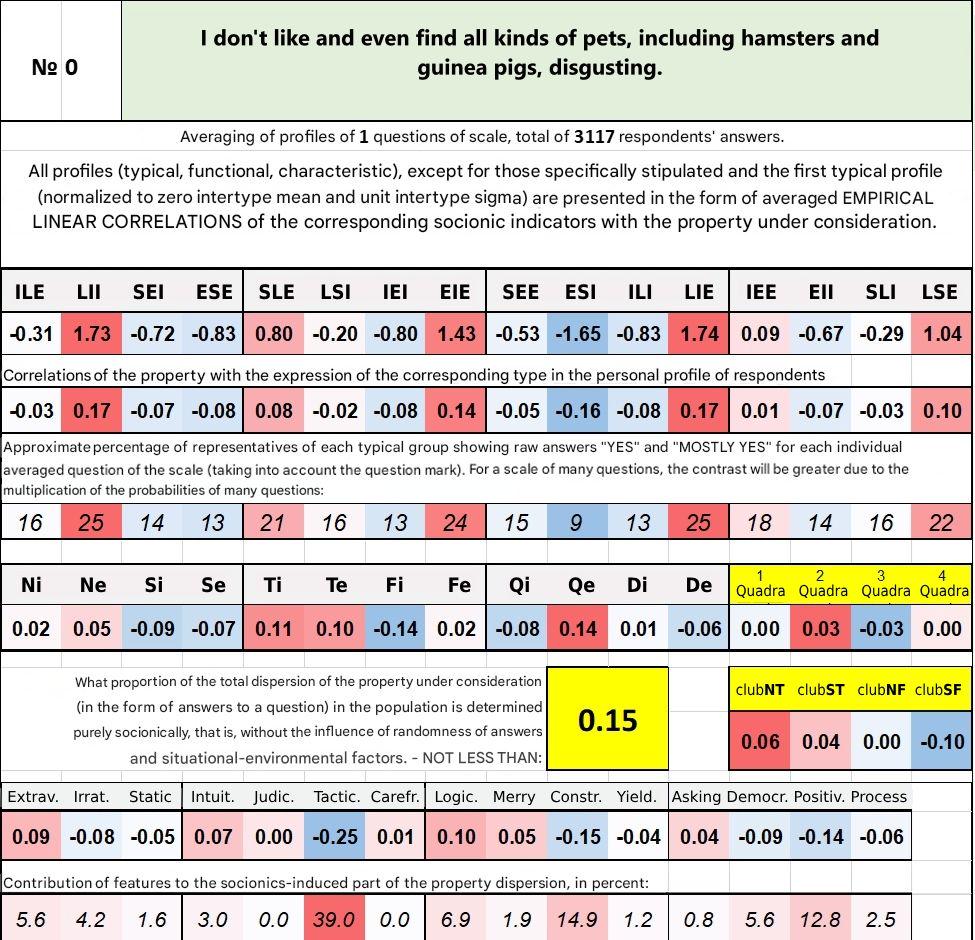 № 0
I don't like and even find all kinds of pets, including hamsters and
guinea pigs, disgusting.
Averaging of profiles of 1 questions of scale, total of 3117 respondents' answers.
All profiles (typical, functional, characteristic), except for those specifically stipulated and the first typical profile
(normalized to zero intertype mean and unit intertype sigma) are presented in the form of averaged EMPIRICAL
LINEAR CORRELATIONS of the corresponding socionic indicators with the property under consideration.
ILE LII SEI ESE SLE LSI IEI EIE SEE ESI ILI LIE IEE EII SLI LSE
-0.31 1.73 -0.72 -0.83 0.80 -0.20 -0.80 1.43 -0.53 -1.65 -0.83 1.74 0.09 -0.67 -0.29 1.04
Correlations of the property with the expression of the corresponding type in the personal profile of respondents
-0.03 0.17 -0.07 -0.08 0.08 -0.02 -0.08 0.14 -0.05 -0.16 -0.08 0.17 0.01 -0.07 -0.03 0.10
Approximate percentage of representatives of each typical group showing raw answers "YES" and "MOSTLY YES" for each individual
averaged question of the scale (taking into account the question mark). For a scale of many questions, the contrast will be greater due to the
multiplication of the probabilities of many questions:
16 25 14 13 21 16 13 24 15 9 13 25 18 14 16 22
Ni Ne Si Se Ti Te Fi Fe Qi Qe Di De 1 2 3 4
Quadra Quadra Quadra Quadra
0.02 0.05 -0.09 -0.07 0.11 0.10 -0.14 0.02 -0.08 0.14 0.01 -0.06 0.00 0.03 -0.03 0.00
What proportion of the total dispersion of the property under consideration
(in the form of answers to a question) in the population is determined
purely socionically, that is, without the influence of randomness of answers
and situational-environmental factors. - NOT LESS THAN:
0.15
clubNT clubST clubNF clubSF
0.06 0.04 0.00 -0.10
Extrav. Irrat. Static Intuit. Judic. Tactic. Carefr. Logic. Merry Constr. Yield. Asking Democr. Positiv. Process
0.09 -0.08 -0.05 0.07 0.00 -0.25 0.01 0.10 0.05 -0.15 -0.04 0.04 -0.09 -0.14 -0.06
Contribution of features to the socionics-induced part of the property dispersion, in percent:
5.6 4.2 1.6 3.0 0.0 39.0 0.0 6.9 1.9 14.9 1.2 0.8 5.6 12.8 2.5